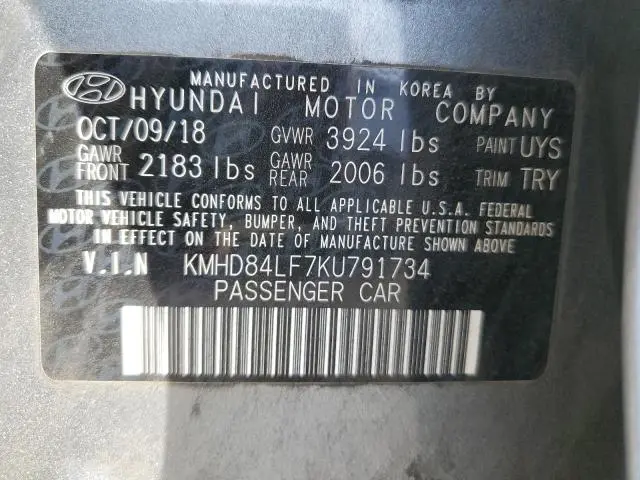 MANUFACTURED IN KOREA BY
HYUNDAI MOTOR COMPANY
OCT/09/18 GVWR 3924 lbs PAINT UYS
GAWR FRONT 2183 lbs GAWR REAR 2006 lbs TRIM TRY
THIS VEHICLE CONFORMS TO ALL APPLICABLE U.S.A. FEDERAL
MOTOR VEHICLE SAFETY, BUMPER, AND THEFT PREVENTION STANDARDS
IN EFFECT ON THE DATE OF MANUFACTURE SHOWN ABOVE
V.I.N KMHD84LF7KU791734
PASSENGER CAR